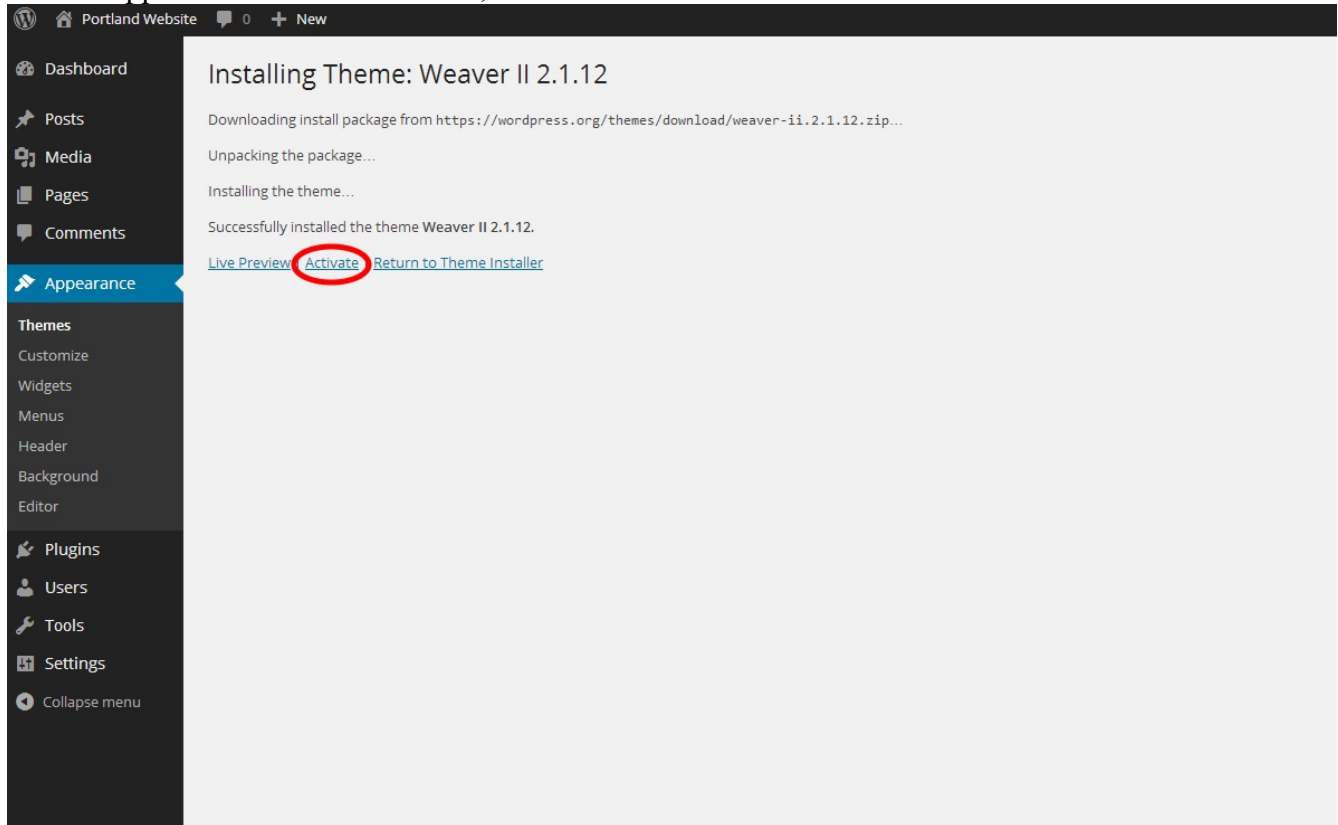 Portland Website 0 + New
Dashboard
Posts
Media
Pages
Comments
Appearance
Themes
Customize
Widgets
Menus
Header
Background
Editor
Plugins
Users
Tools
Settings
Collapse menu
Installing Theme: Weaver II 2.1.12
Downloading install package from https://wordpress.org/themes/download/weaver-ii.2.1.12.zip…
Unpacking the package…
Installing the theme…
Successfully installed the theme Weaver II 2.1.12.
Live Preview Activate Return to Theme Installer